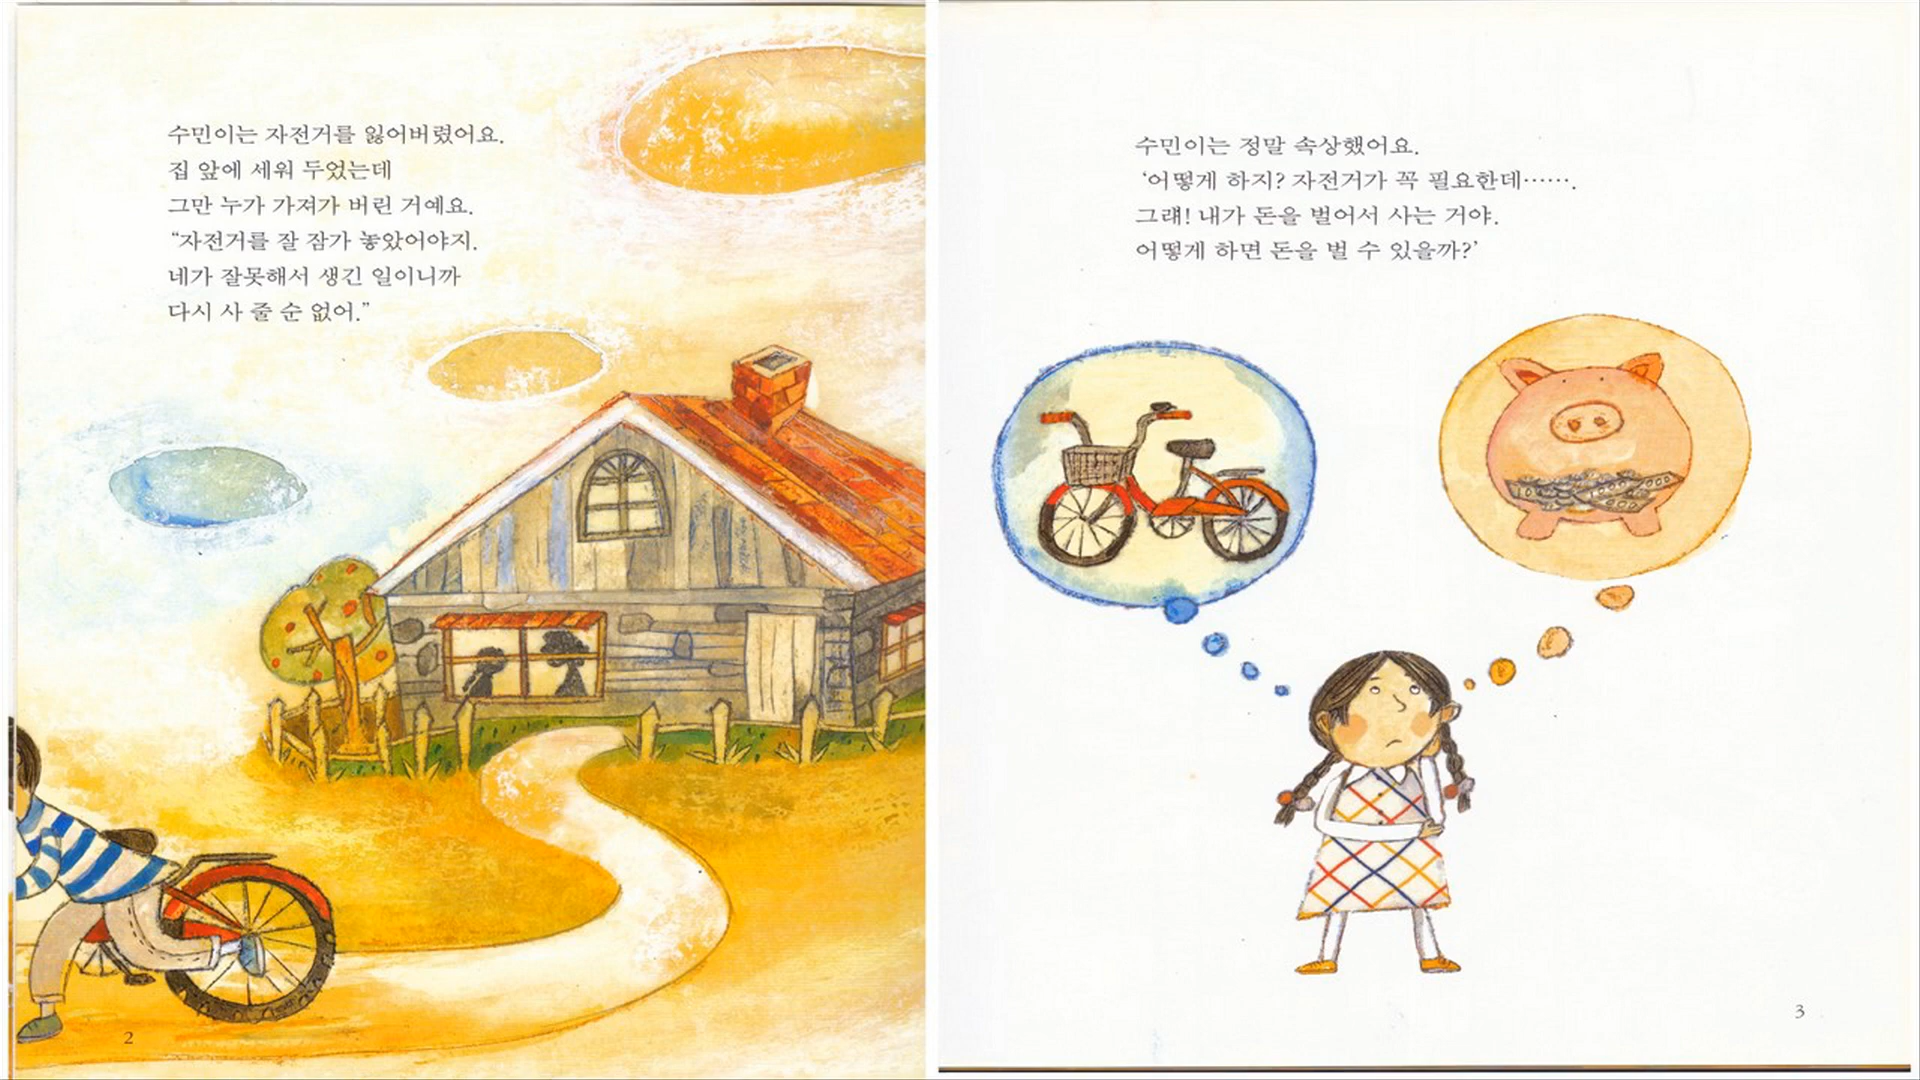 수민이는 자전거를 잃어버렸어요.
집 앞에 세워 두었는데
그만 누가 가져가 버린 거예요.
“자전거를 잘 잠가 놓았어야지.
네가 잘못해서 생긴 일이니까
다시 사 줄 순 없어.”
2
수민이는 정말 속상했어요.
‘어떻게 하지? 자전거가 꼭 필요한데…….
그래! 내가 돈을 벌어서 사는 거야.
어떻게 하면 돈을 벌 수 있을까?’
3